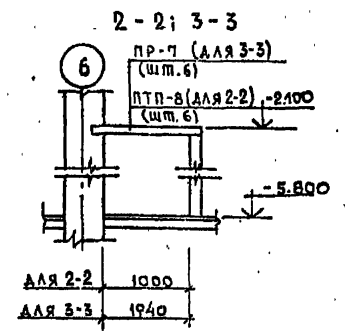 2-2; 3-3
6
ПР-7 (ДЛЯ 3-3)
(ШТ. 6)
ПТП-8 (ДЛЯ 2-2)
(ШТ. 6)
-2.100
-5.800
ДЛЯ 2-2 1000
ДЛЯ 3-3 1940